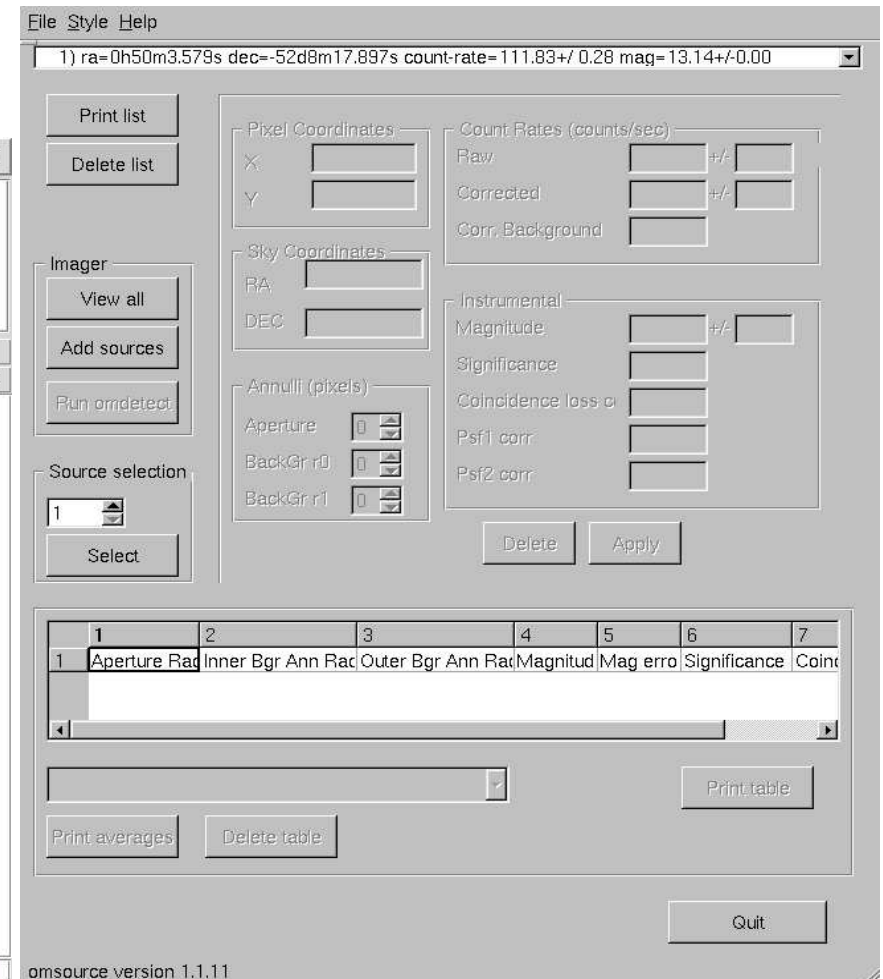 File Style Help
1) ra=0h50m3.579s dec=-52d8m17.897s count-rate=111.83+/ 0.28 mag=13.14+/-0.00
Print list
Delete list
Imager
View all
Add sources
Run omdetect
Source selection
1
Select
Pixel Coordinates
X
Y
Sky Coordinates
RA
DEC
Annuli (pixels)
Aperture 0
BackGr r0 0
BackGr r1 0
Count Rates (counts/sec)
Raw +/-
Corrected +/-
Corr. Background
Instrumental
Magnitude +/-
Significance
Coincidence loss c
Psf1 corr
Psf2 corr
Delete Apply
1 2 3 4 5 6 7
1 Aperture Rad Inner Bgr Ann Rad Outer Bgr Ann Rad Magnitud Mag erro Significance Coinc
Print table
Print averages Delete table
Quit
omsource version 1.1.11